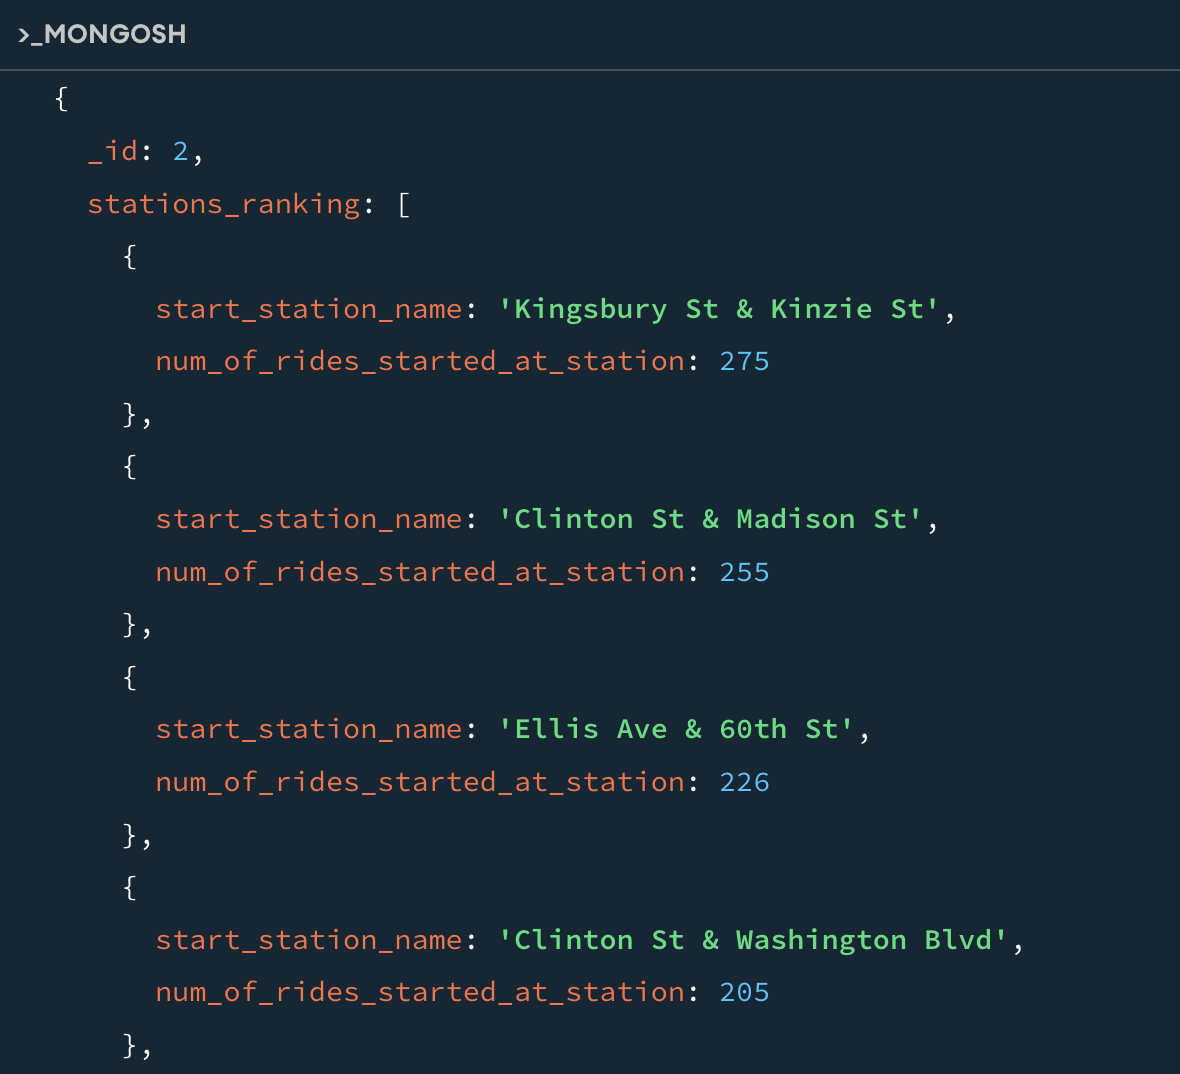 >_MONGOSH
{
_id: 2,
stations_ranking: [
{
start_station_name: 'Kingsbury St & Kinzie St',
num_of_rides_started_at_station: 275
},
{
start_station_name: 'Clinton St & Madison St',
num_of_rides_started_at_station: 255
},
{
start_station_name: 'Ellis Ave & 60th St',
num_of_rides_started_at_station: 226
},
{
start_station_name: 'Clinton St & Washington Blvd',
num_of_rides_started_at_station: 205
},